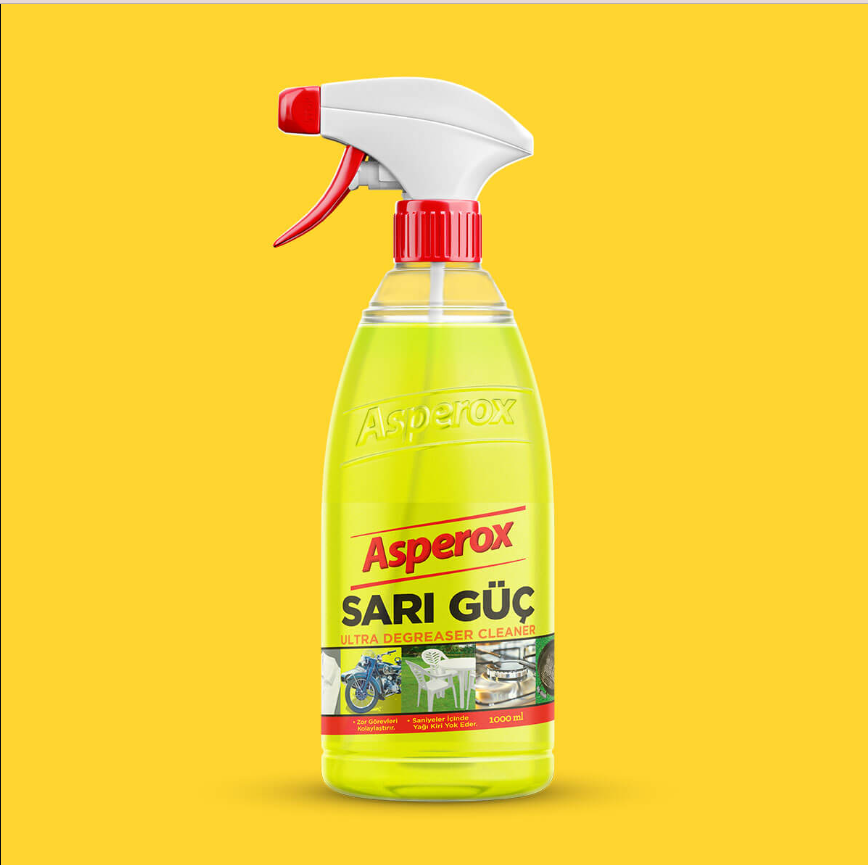 Asperox
Asperox
SARI GÜÇ
ULTRA DEGREASER CLEANER
• Zor Görevleri
Kolaylaştırır.
• Saniyeler İçinde
Yağı Kiri Yok Eder.
1000 ml